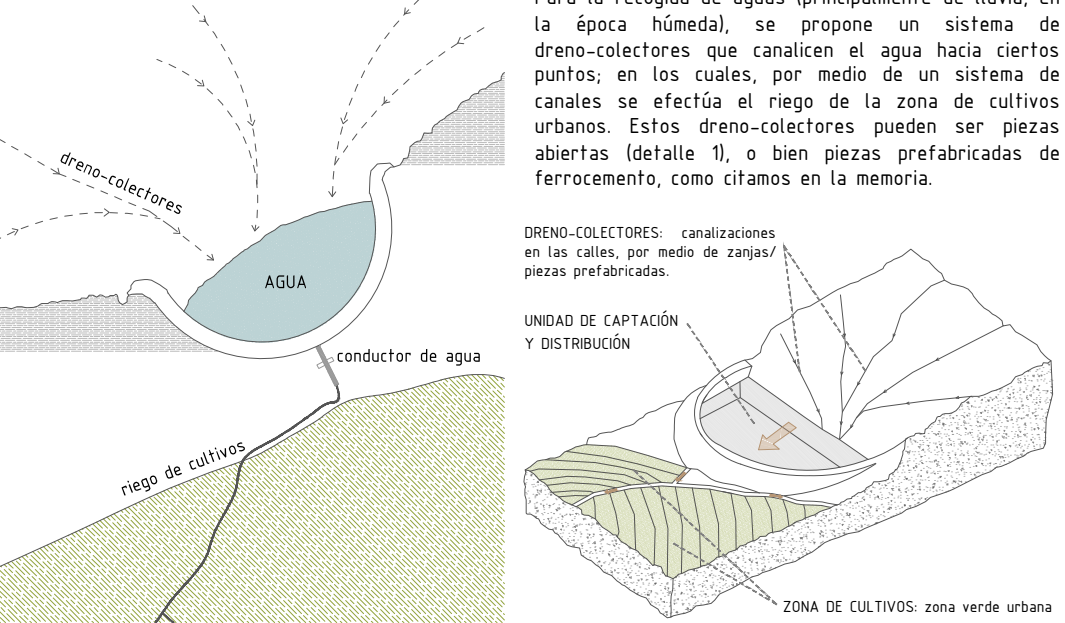 Para la recogida de aguas (principalmente de lluvia, en
la época húmeda), se propone un sistema de
dreno-colectores que canalicen el agua hacia ciertos
puntos; en los cuales, por medio de un sistema de
canales se efectúa el riego de la zona de cultivos
urbanos. Estos dreno-colectores pueden ser piezas
abiertas (detalle 1), o bien piezas prefabricadas de
ferrocemento, como citamos en la memoria.
dreno-colectores
AGUA
conductor de agua
riego de cultivos
DRENO-COLECTORES: canalizaciones
en las calles, por medio de zanjas/
piezas prefabricadas.
UNIDAD DE CAPTACIÓN
Y DISTRIBUCIÓN
ZONA DE CULTIVOS: zona verde urbana